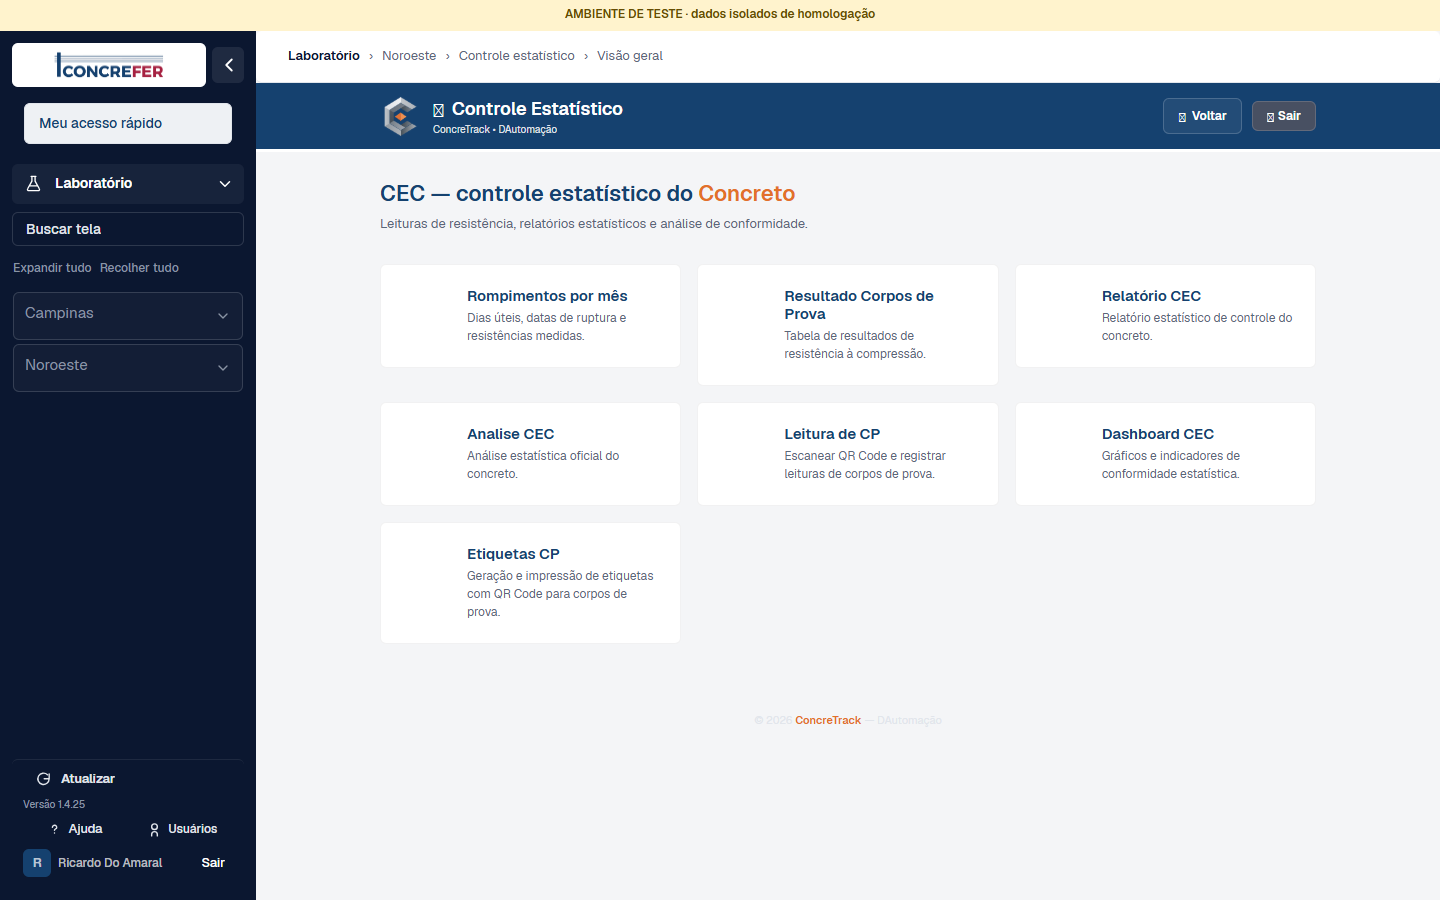 AMBIENTE DE TESTE · dados isolados de homologação
CONCREFER
Meu acesso rápido
Laboratório
Buscar tela
Expandir tudo Recolher tudo
Campinas
Noroeste
Atualizar
Versão 1.4.25
? Ajuda
Usuários
R
Ricardo Do Amaral
Sair
Laboratório › Noroeste › Controle estatístico › Visão geral
Controle Estatístico
ConcreTrack • DAutomação
Voltar
Sair
CEC — controle estatístico do Concreto
Leituras de resistência, relatórios estatísticos e análise de conformidade.
Rompimentos por mês
Dias úteis, datas de ruptura e
resistências medidas.
Resultado Corpos de
Prova
Tabela de resultados de
resistência à compressão.
Relatório CEC
Relatório estatístico de controle do
concreto.
Analise CEC
Análise estatística oficial do
concreto.
Leitura de CP
Escanear QR Code e registrar
leituras de corpos de prova.
Dashboard CEC
Gráficos e indicadores de
conformidade estatística.
Etiquetas CP
Geração e impressão de etiquetas
com QR Code para corpos de
prova.
© 2026 ConcreTrack — DAutomação